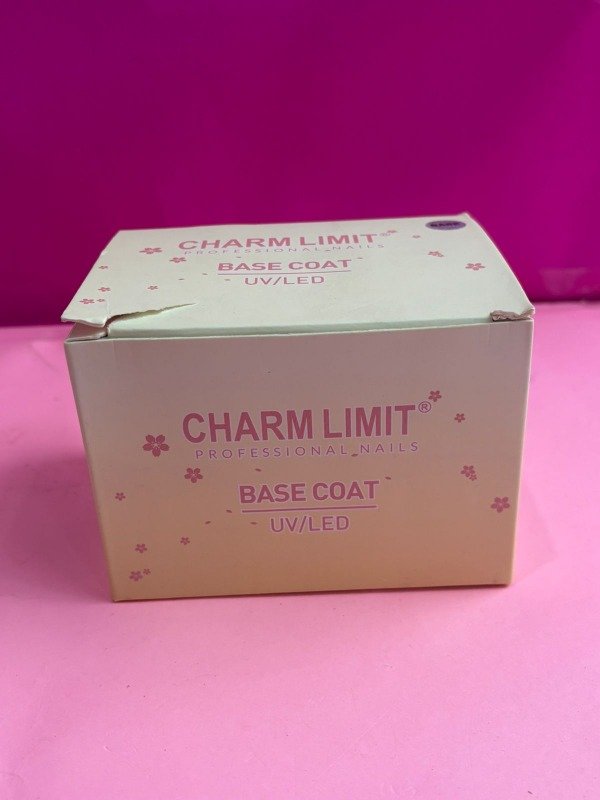 CHARM LIMIT®
PROFESSIONAL NAILS
BASE COAT
UV/LED
CHARM LIMIT®
PROFESSIONAL NAILS
BASE COAT
UV/LED